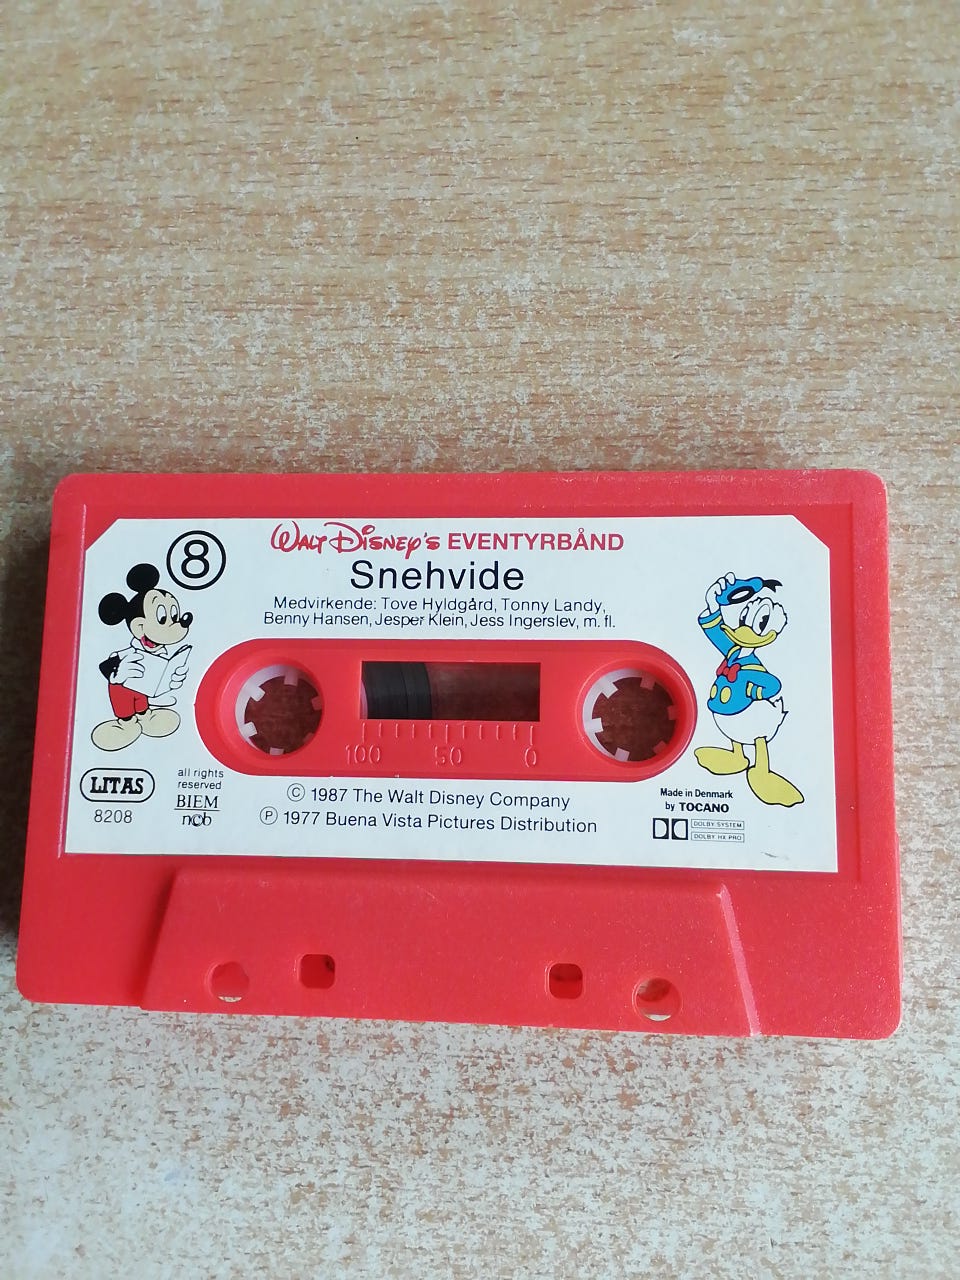 8
Walt Disney's EVENTYRBÅND
Snehvide
Medvirkende: Tove Hyldgård, Tonny Landy,
Benny Hansen, Jesper Klein, Jess Ingerslev, m. fl.
100 50 0
LITAS
8208
all rights
reserved
BIEM
ncb
© 1987 The Walt Disney Company
℗ 1977 Buena Vista Pictures Distribution
Made in Denmark
by TOCANO
DOLBY SYSTEM
DOLBY HX PRO